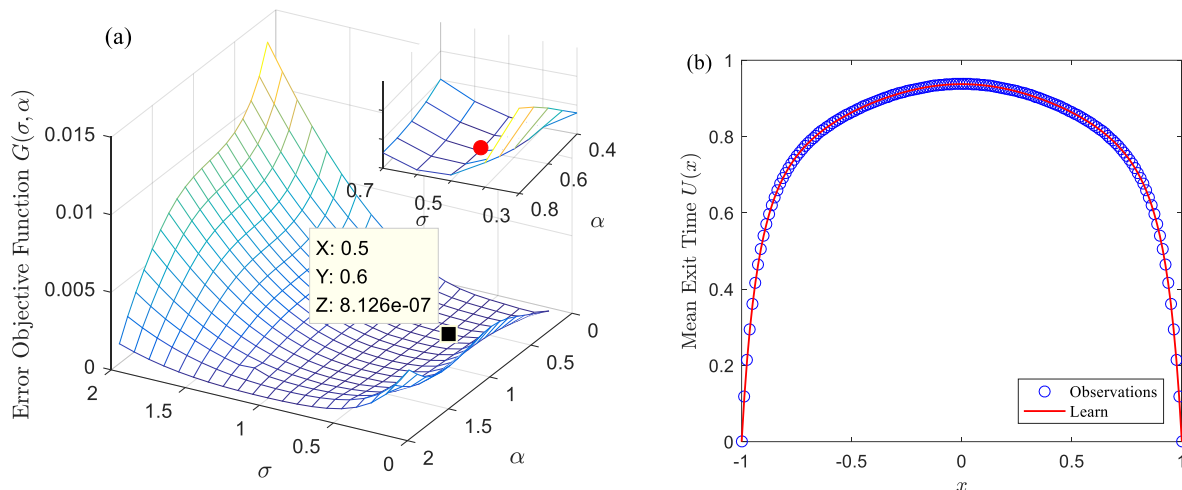 (a)
Error Objective Function G(σ, α)
0.015
0.01
0.005
0
2
1.5
1
0.5
0
σ
2
1.5
1
0.5
0
α
X: 0.5
Y: 0.6
Z: 8.126e-07
0.7
0.5
0.3
σ
0.8
0.6
0.4
α
(b)
Mean Exit Time U(x)
1
0.8
0.6
0.4
0.2
0
-1
-0.5
0
0.5
1
x
Observations
Learn